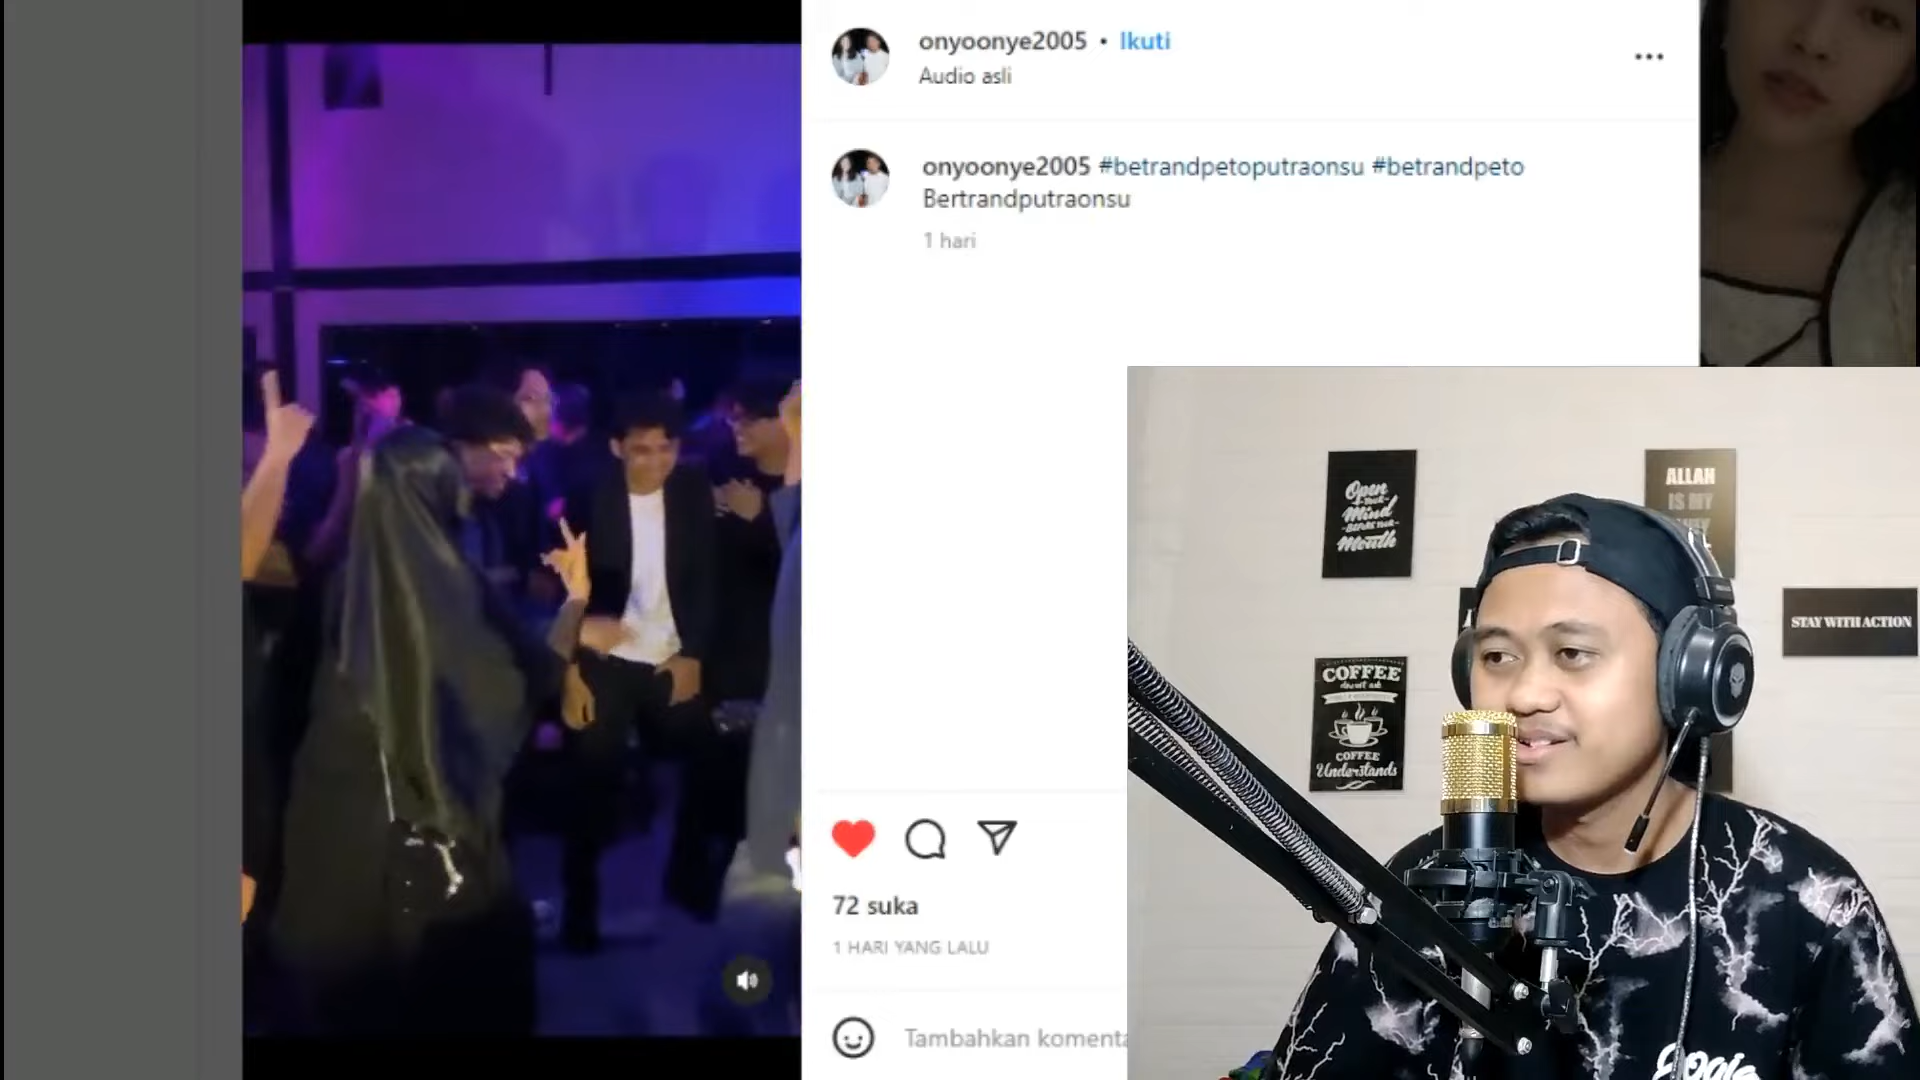 onyoonye2005 • Ikuti
Audio asli
onyoonye2005 #betrandpetoputraonsu #betrandpeto
Bertrandputraonsu
1 hari
Open
Mind
Mouth
ALLAH
IS MY
STAY WITH ACTION
COFFEE
COFFEE
Understands
72 suka
1 HARI YANG LALU
Tambahkan komenta